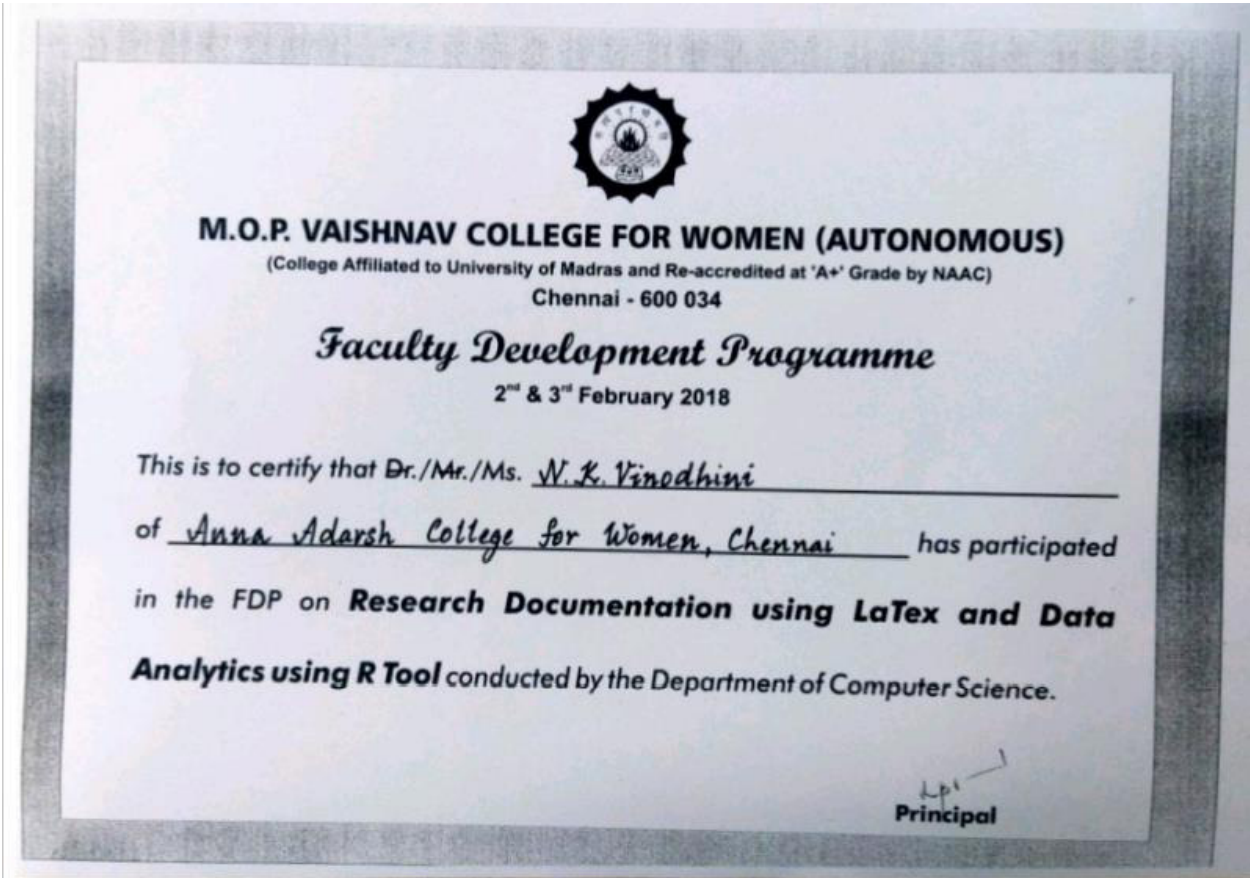 M.O.P. VAISHNAV COLLEGE FOR WOMEN (AUTONOMOUS)
(College Affiliated to University of Madras and Re-accredited at 'A+' Grade by NAAC)
Chennai - 600 034
Faculty Development Programme
2nd & 3rd February 2018
This is to certify that Dr./Mr./Ms. N.K. Vinodhini
of Anna Adarsh College for Women, Chennai has participated
in the FDP on Research Documentation using LaTex and Data
Analytics using R Tool conducted by the Department of Computer Science.
Principal